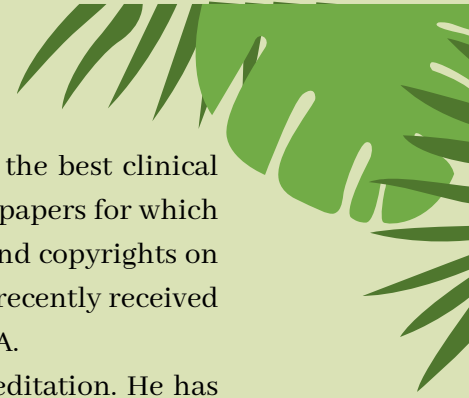 the best clinical
papers for which
nd copyrights on
recently received
A.
editation. He has